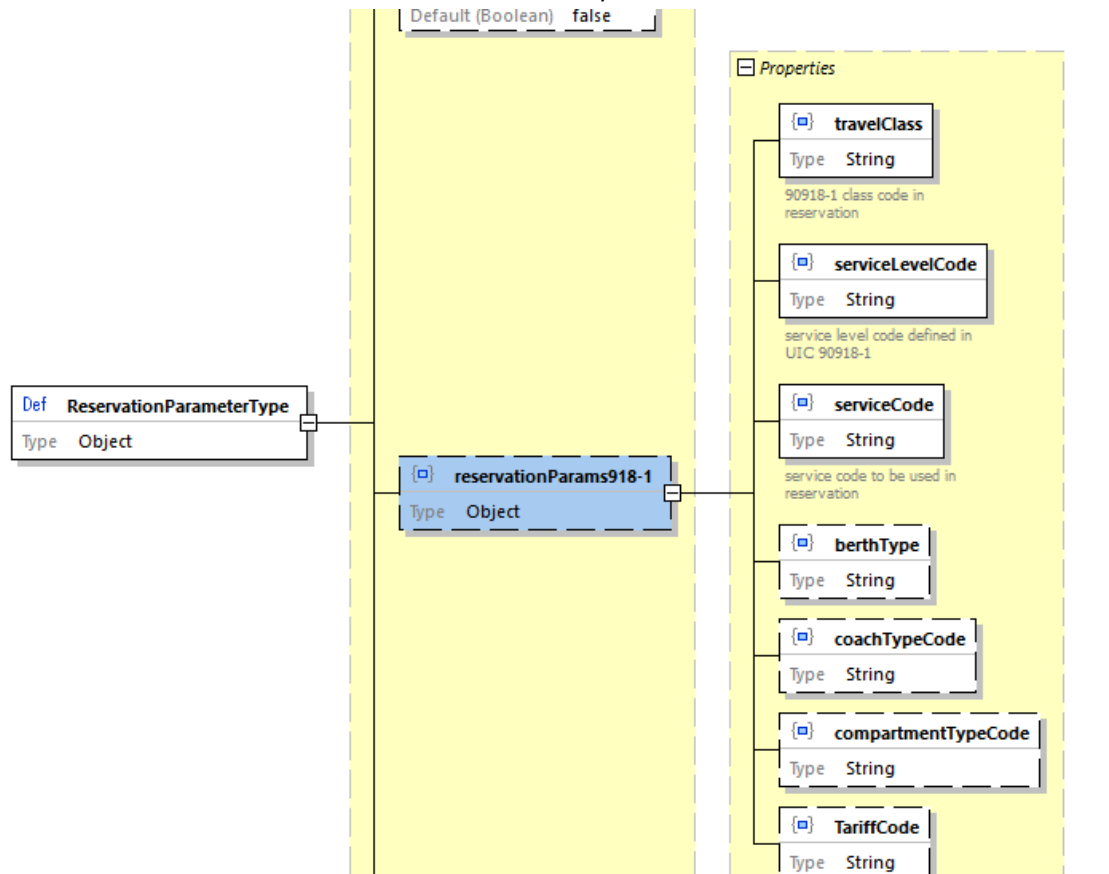 Default (Boolean) false
Properties
travelClass
Type String
90918-1 class code in
reservation
serviceLevelCode
Type String
service level code defined in
UIC 90918-1
serviceCode
Type String
service code to be used in
reservation
Def ReservationParameterType
Type Object
reservationParams918-1
Type Object
berthType
Type String
coachTypeCode
Type String
compartmentTypeCode
Type String
TariffCode
Type String